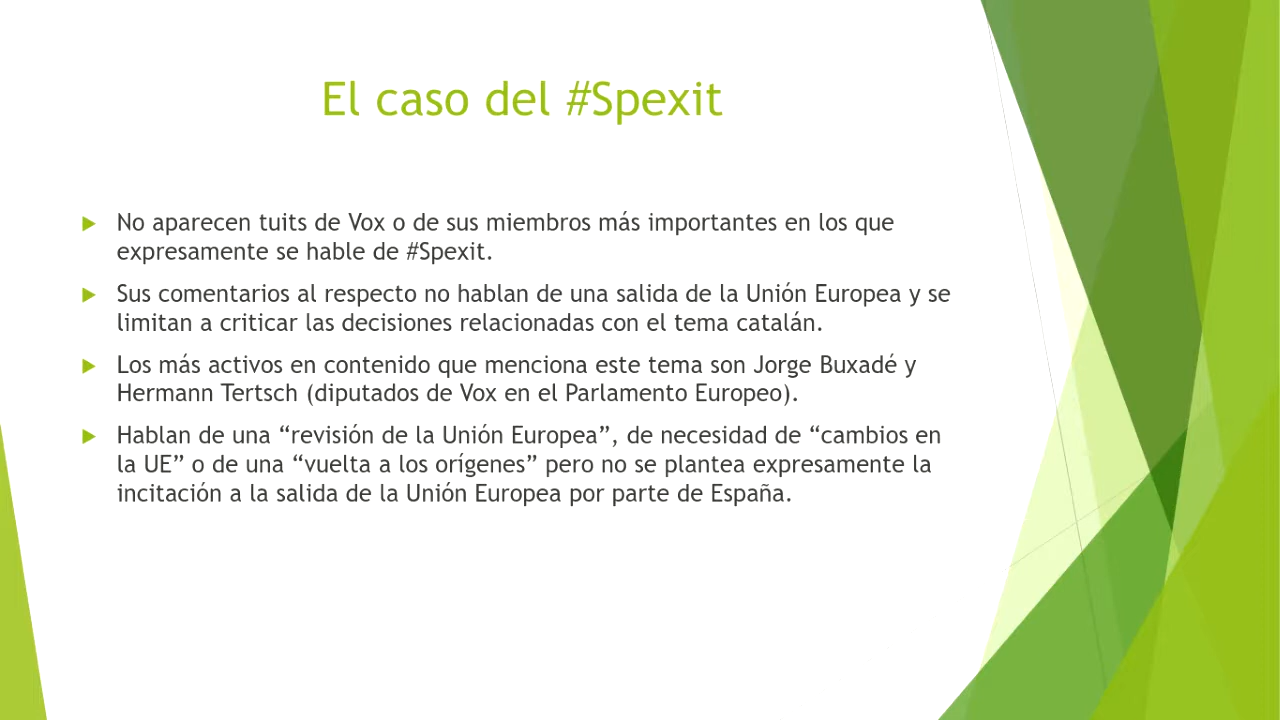 El caso del #Spexit
No aparecen tuits de Vox o de sus miembros más importantes en los que
expresamente se hable de #Spexit.
Sus comentarios al respecto no hablan de una salida de la Unión Europea y se
limitan a criticar las decisiones relacionadas con el tema catalán.
Los más activos en contenido que menciona este tema son Jorge Buxadé y
Hermann Tertsch (diputados de Vox en el Parlamento Europeo).
Hablan de una “revisión de la Unión Europea”, de necesidad de “cambios en
la UE” o de una “vuelta a los orígenes” pero no se plantea expresamente la
incitación a la salida de la Unión Europea por parte de España.